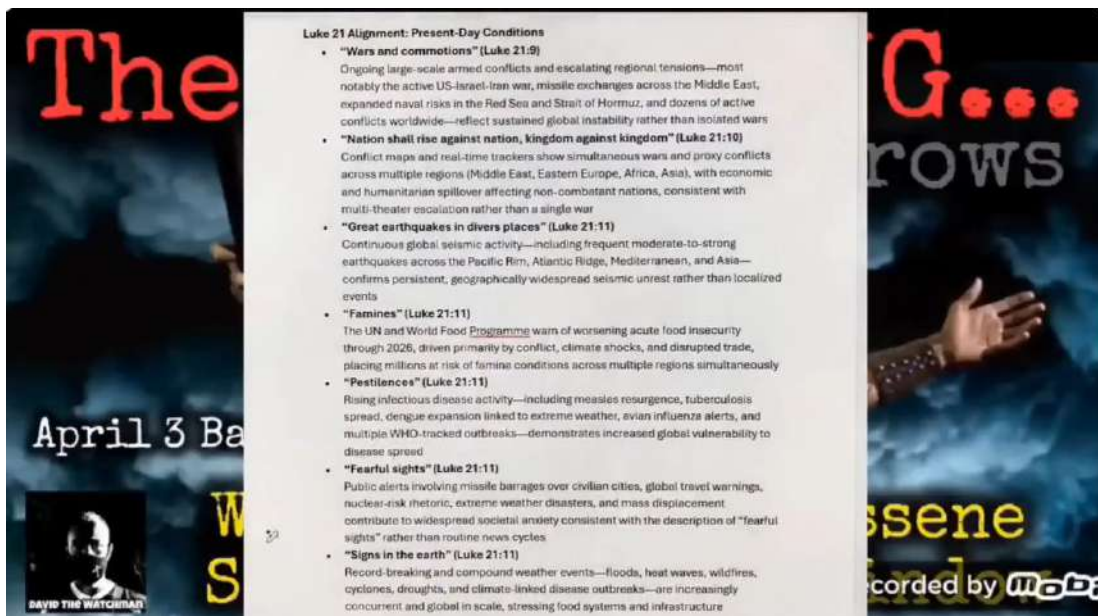 The
G...
rows
Luke 21 Alignment: Present-Day Conditions
• "Wars and commotions" (Luke 21:9)
Ongoing large-scale armed conflicts and escalating regional tensions—most
notably the active US-Israel-Iran war, missile exchanges across the Middle East,
expanded naval risks in the Red Sea and Strait of Hormuz, and dozens of active
conflicts worldwide—reflect sustained global instability rather than isolated wars
• "Nation shall rise against nation, kingdom against kingdom" (Luke 21:10)
Conflict maps and real-time trackers show simultaneous wars and proxy conflicts
across multiple regions (Middle East, Eastern Europe, Africa, Asia), with economic
and humanitarian spillover affecting non-combatant nations, consistent with
multi-theater escalation rather than a single war
• "Great earthquakes in divers places" (Luke 21:11)
Continuous global seismic activity—including frequent moderate-to-strong
earthquakes across the Pacific Rim, Atlantic Ridge, Mediterranean, and Asia—
confirms persistent, geographically widespread seismic unrest rather than localized
events
• "Famines" (Luke 21:11)
The UN and World Food Programme warn of worsening acute food insecurity
through 2026, driven primarily by conflict, climate shocks, and disrupted trade,
placing millions at risk of famine conditions across multiple regions simultaneously
• "Pestilences" (Luke 21:11)
Rising infectious disease activity—including measles resurgence, tuberculosis
spread, dengue expansion linked to extreme weather, avian influenza alerts, and
multiple WHO-tracked outbreaks—demonstrates increased global vulnerability to
disease spread
• "Fearful sights" (Luke 21:11)
Public alerts involving missile barrages over civilian cities, global travel warnings,
nuclear-risk rhetoric, extreme weather disasters, and mass displacement
contribute to widespread societal anxiety consistent with the description of "fearful
sights" rather than routine news cycles
• "Signs in the earth" (Luke 21:11)
Record-breaking and compound weather events—floods, heat waves, wildfires,
cyclones, droughts, and climate-linked disease outbreaks—are increasingly
concurrent and global in scale, stressing food systems and infrastructure
April 3 Ba
W
ssene
S
DAVID THE WATCHMAN
ecorded by Moba